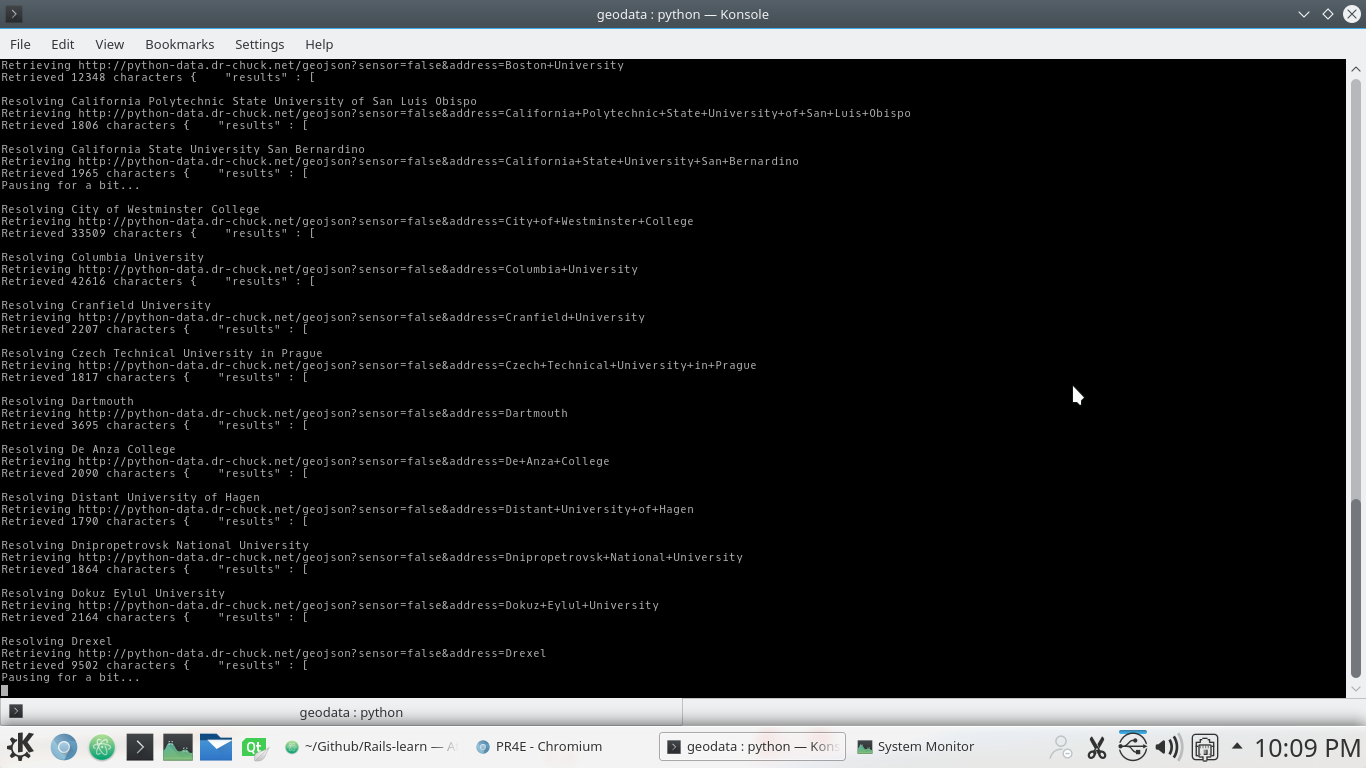 geodata : python — Konsole
File Edit View Bookmarks Settings Help
Retrieving http://python-data.dr-chuck.net/geojson?sensor=false&address=Boston+University
Retrieved 12348 characters {    "results" : [
Resolving California Polytechnic State University of San Luis Obispo
Retrieving http://python-data.dr-chuck.net/geojson?sensor=false&address=California+Polytechnic+State+University+of+San+Luis+Obispo
Retrieved 1806 characters {    "results" : [
Resolving California State University San Bernardino
Retrieving http://python-data.dr-chuck.net/geojson?sensor=false&address=California+State+University+San+Bernardino
Retrieved 1965 characters {    "results" : [
Pausing for a bit...
Resolving City of Westminster College
Retrieving http://python-data.dr-chuck.net/geojson?sensor=false&address=City+of+Westminster+College
Retrieved 33509 characters {    "results" : [
Resolving Columbia University
Retrieving http://python-data.dr-chuck.net/geojson?sensor=false&address=Columbia+University
Retrieved 42616 characters {    "results" : [
Resolving Cranfield University
Retrieving http://python-data.dr-chuck.net/geojson?sensor=false&address=Cranfield+University
Retrieved 2207 characters {    "results" : [
Resolving Czech Technical University in Prague
Retrieving http://python-data.dr-chuck.net/geojson?sensor=false&address=Czech+Technical+University+in+Prague
Retrieved 1817 characters {    "results" : [
Resolving Dartmouth
Retrieving http://python-data.dr-chuck.net/geojson?sensor=false&address=Dartmouth
Retrieved 3695 characters {    "results" : [
Resolving De Anza College
Retrieving http://python-data.dr-chuck.net/geojson?sensor=false&address=De+Anza+College
Retrieved 2090 characters {    "results" : [
Resolving Distant University of Hagen
Retrieving http://python-data.dr-chuck.net/geojson?sensor=false&address=Distant+University+of+Hagen
Retrieved 1790 characters {    "results" : [
Resolving Dnipropetrovsk National University
Retrieving http://python-data.dr-chuck.net/geojson?sensor=false&address=Dnipropetrovsk+National+University
Retrieved 1864 characters {    "results" : [
Resolving Dokuz Eylul University
Retrieving http://python-data.dr-chuck.net/geojson?sensor=false&address=Dokuz+Eylul+University
Retrieved 2164 characters {    "results" : [
Resolving Drexel
Retrieving http://python-data.dr-chuck.net/geojson?sensor=false&address=Drexel
Retrieved 9502 characters {    "results" : [
Pausing for a bit...
geodata : python
Qt ~/Github/Rails-learn — A PR4E - Chromium geodata : python — Kons System Monitor 10:09 PM